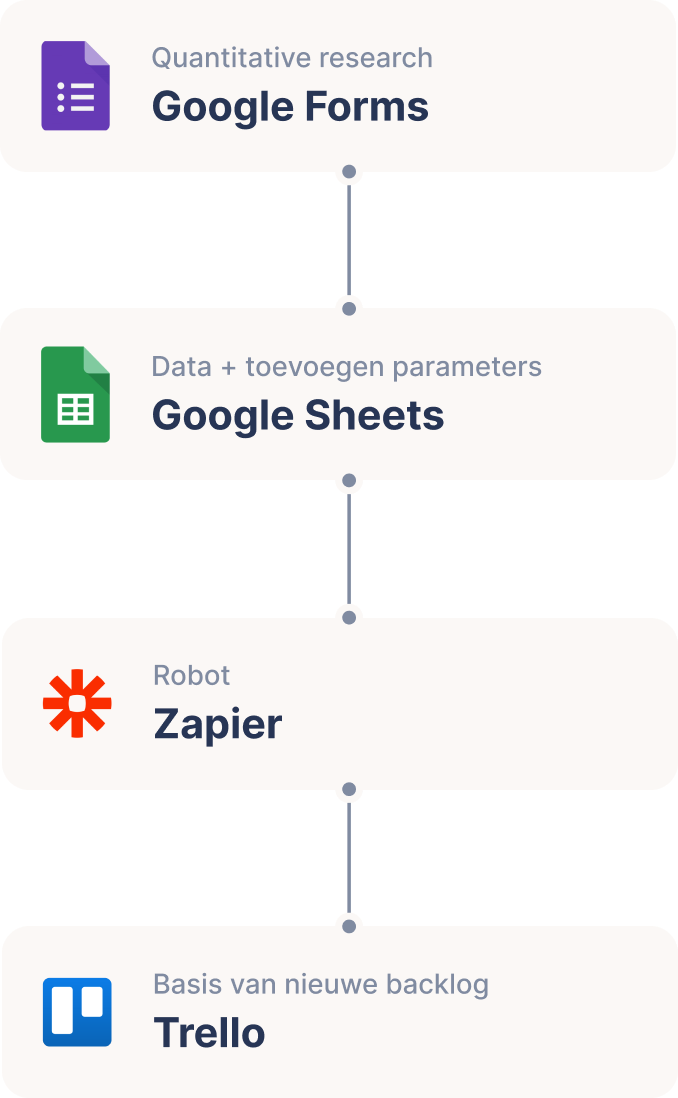 Quantitative research
Google Forms
Data + toevoegen parameters
Google Sheets
Robot
Zapier
Basis van nieuwe backlog
Trello